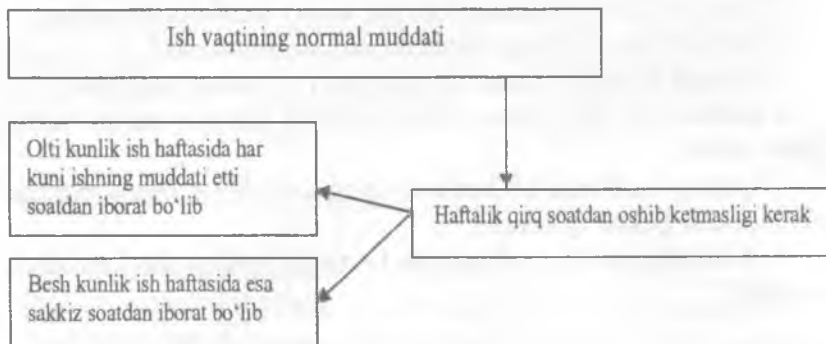 Ish vaqtining normal muddati
Olti kunlik ish haftasida har
kuni ishning muddati etti
soatdan iborat bo‘lib
Haftalik qirq soatdan oshib ketmasligi kerak
Besh kunlik ish haftasida esa
sakkiz soatdan iborat bo‘lib